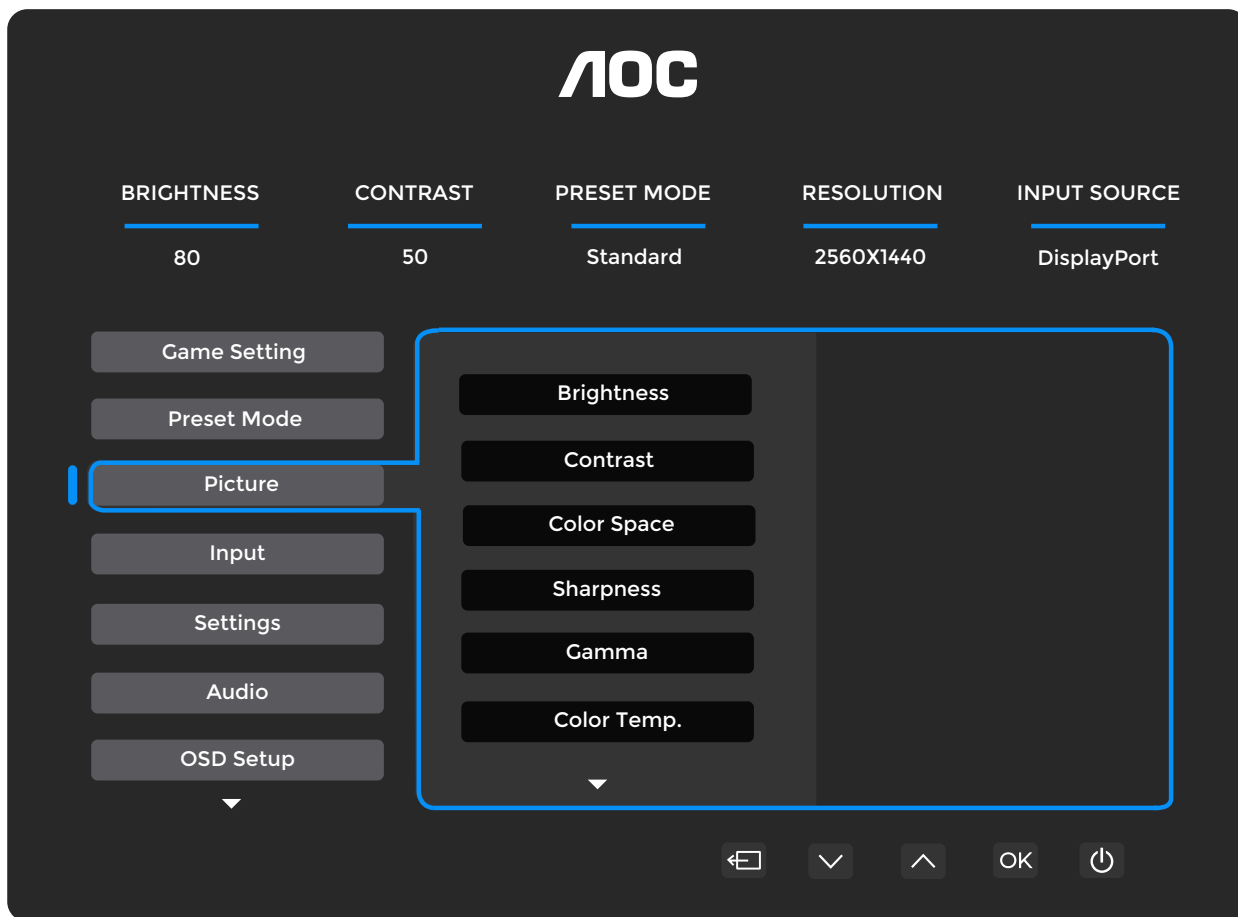 AOC
BRIGHTNESS CONTRAST PRESET MODE RESOLUTION INPUT SOURCE
80 50 Standard 2560X1440 DisplayPort
Game Setting
Preset Mode
Picture
Input
Settings
Audio
OSD Setup
Brightness
Contrast
Color Space
Sharpness
Gamma
Color Temp.
OK